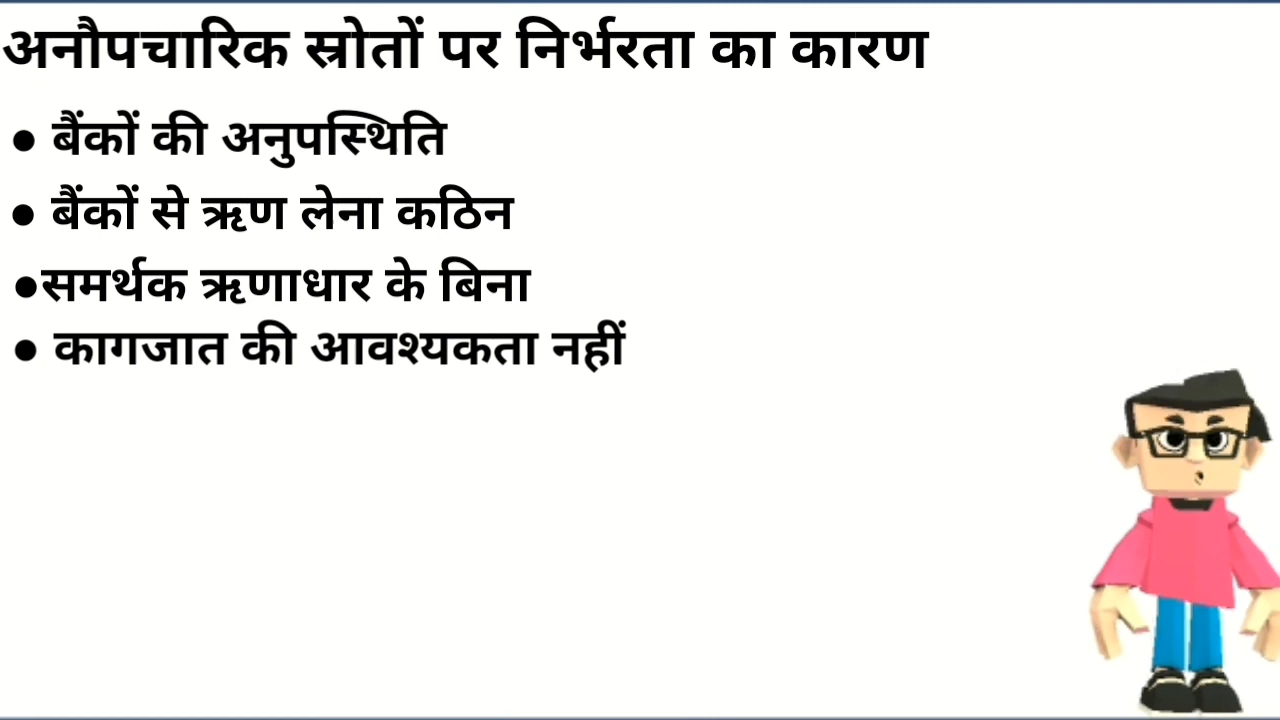 अनौपचारिक स्रोतों पर निर्भरता का कारण
● बैंकों की अनुपस्थिति
● बैंकों से ऋण लेना कठिन
●समर्थक ऋणाधार के बिना
● कागजात की आवश्यकता नहीं